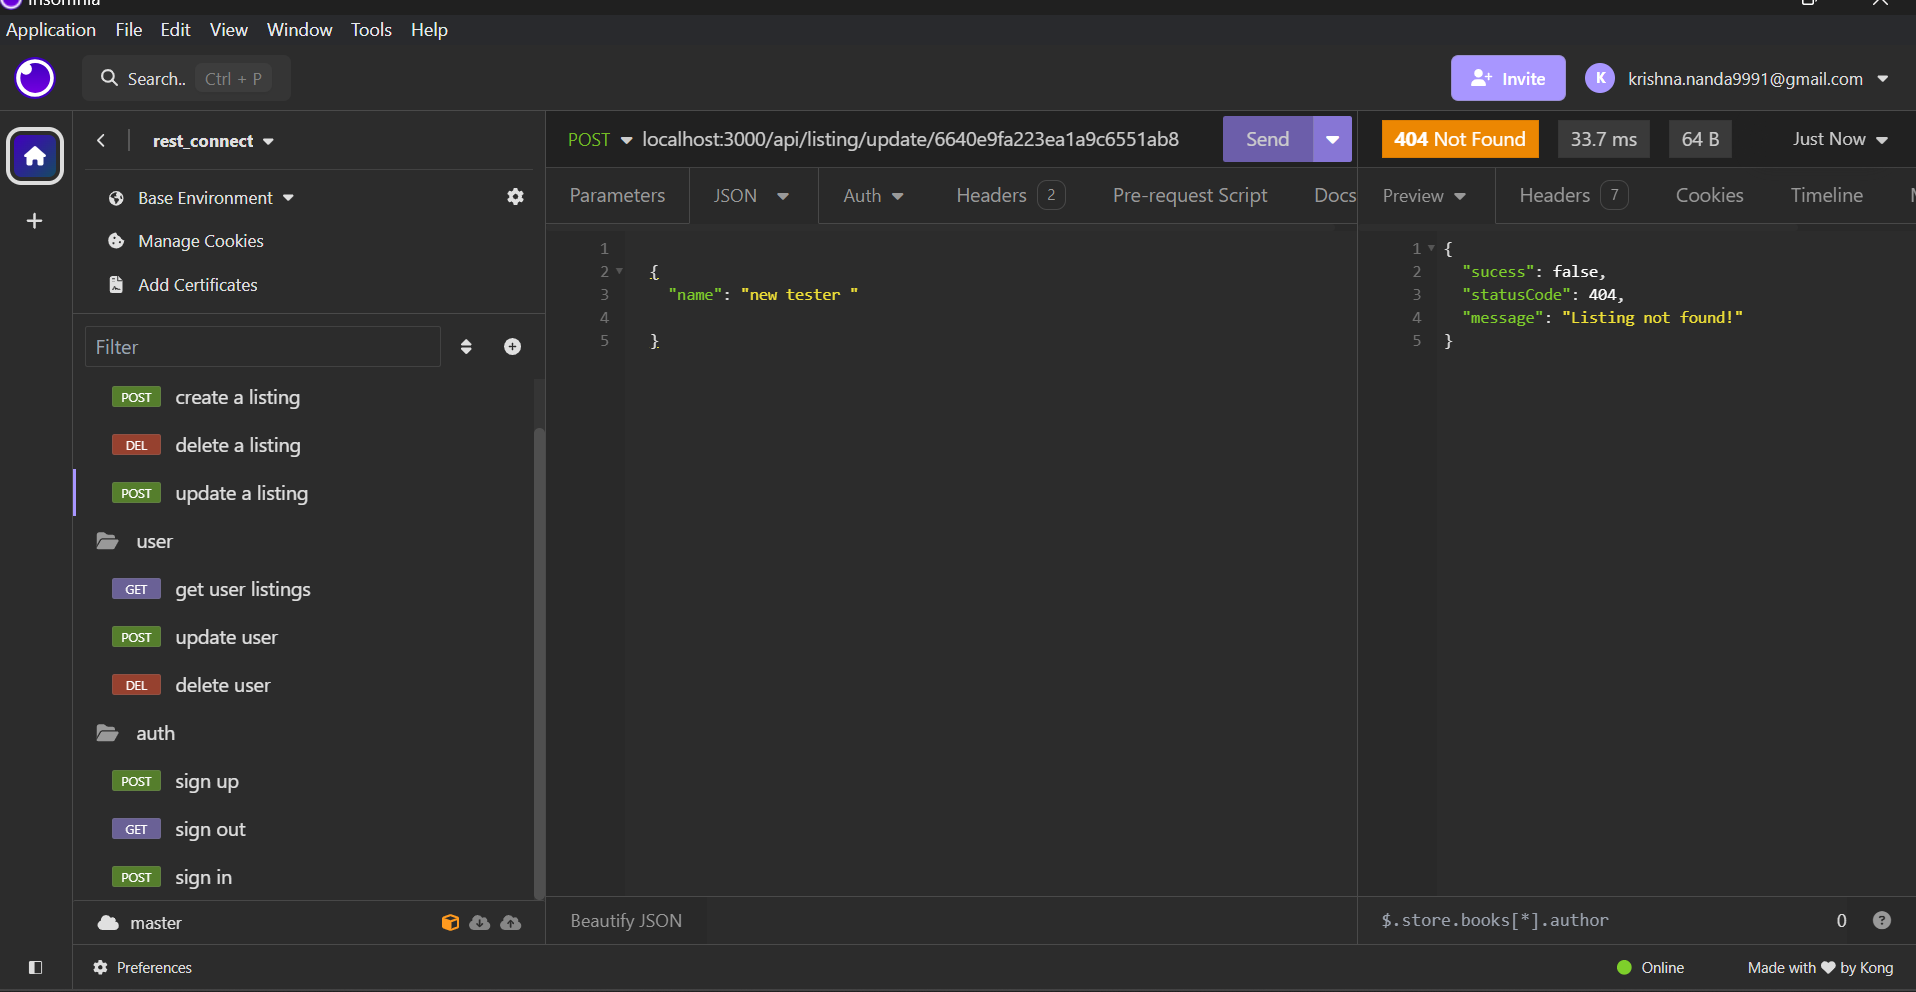 Insomnia
Application File Edit View Window Tools Help
Search.. Ctrl + P
Invite
K krishna.nanda9991@gmail.com
rest_connect
Base Environment
Manage Cookies
Add Certificates
Filter
POST create a listing
DEL delete a listing
POST update a listing
user
GET get user listings
POST update user
DEL delete user
auth
POST sign up
GET sign out
POST sign in
master
Preferences
POST localhost:3000/api/listing/update/6640e9fa223ea1a9c6551ab8 Send
Parameters JSON Auth Headers 2 Pre-request Script Docs
1
2 {
3 "name": "new tester "
4
5 }
Beautify JSON
404 Not Found 33.7 ms 64 B Just Now
Preview Headers 7 Cookies Timeline
1 {
2 "sucess": false,
3 "statusCode": 404,
4 "message": "Listing not found!"
5 }
$.store.books[*].author 0 ?
Online Made with ❤ by Kong